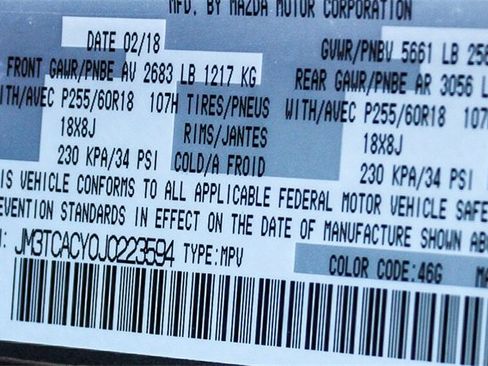 MFD. BY MAZDA MOTOR CORPORATION
DATE 02/18 GVWR/PNBV 5661 LB
FRONT GAWR/PNBE AV 2683 LB 1217 KG REAR GAWR/PNBE AR 3056
WITH/AVEC P255/60R18 107H TIRES/PNEUS WITH/AVEC P255/60R18
18X8J RIMS/JANTES 18X8J
230 KPA/34 PSI COLD/A FROID 230 KPA/34 PSI
VEHICLE CONFORMS TO ALL APPLICABLE FEDERAL MOTOR VEHICLE
STANDARDS IN EFFECT ON THE DATE OF MANUFACTURE SHOWN
JM3TCACY0J0223594 TYPE:MPV COLOR CODE:46G